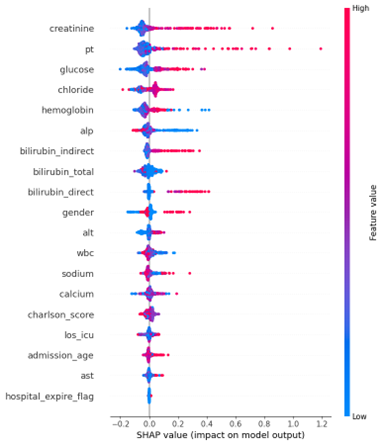 High
creatinine
pt
glucose
chloride
hemoglobin
alp
bilirubin_indirect
bilirubin_total
bilirubin_direct
gender
alt
wbc
sodium
calcium
charlson_score
los_icu
admission_age
ast
hospital_expire_flag
Feature value
Low
−0.2 0.0 0.2 0.4 0.6 0.8 1.0 1.2
SHAP value (impact on model output)